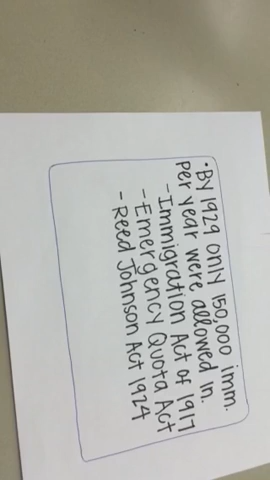 • By 1929 only 150,000 imm.
per year were allowed in.
- Immigration Act of 1917
- Emergency Quota Act
- Reed Johnson Act 1924